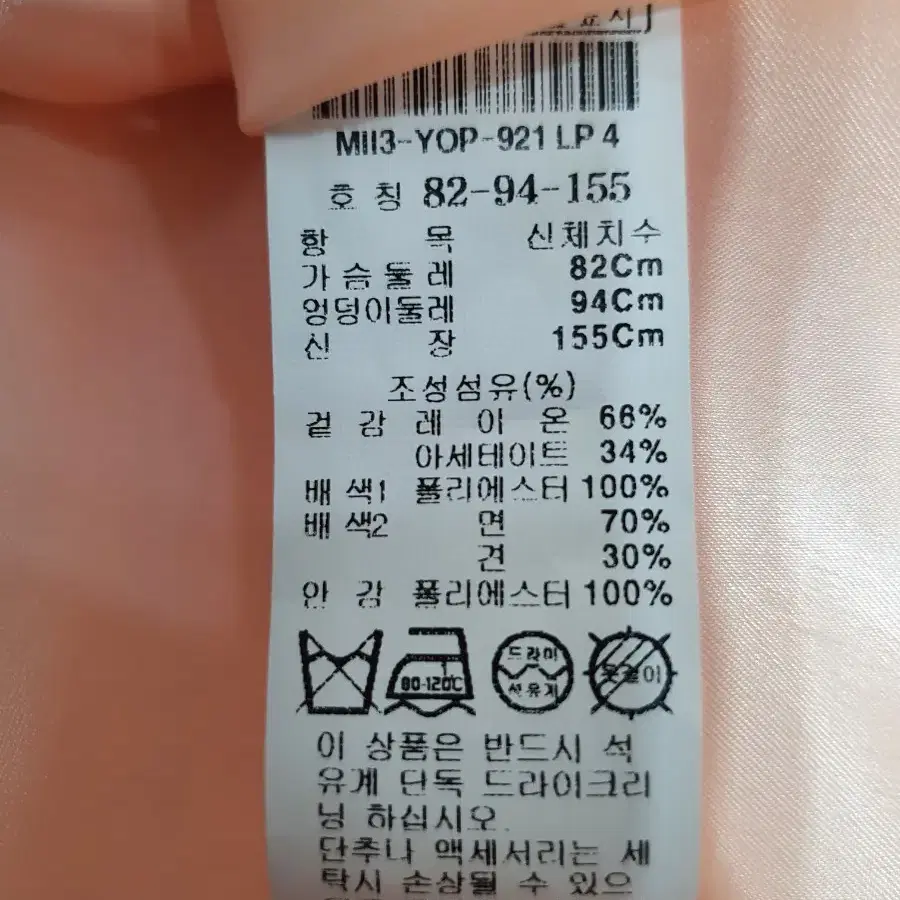 표시]
MII3-YOP-921 LP 4
호 칭 82-94-155
항 목 신체치수
가슴둘레 82Cm
엉덩이둘레 94Cm
신 장 155Cm
조성섬유(%)
겉 감 레 이 온 66%
아세테이트 34%
배 색1 폴리에스터 100%
배 색2 면 70%
견 30%
안 감 폴리에스터 100%
80-120℃ 드라이 석유계 옷걸이
이 상품은 반드시 석
유계 단독 드라이크리
닝 하십시오.
단추나 액세서리는 세
탁시 손상될 수 있으